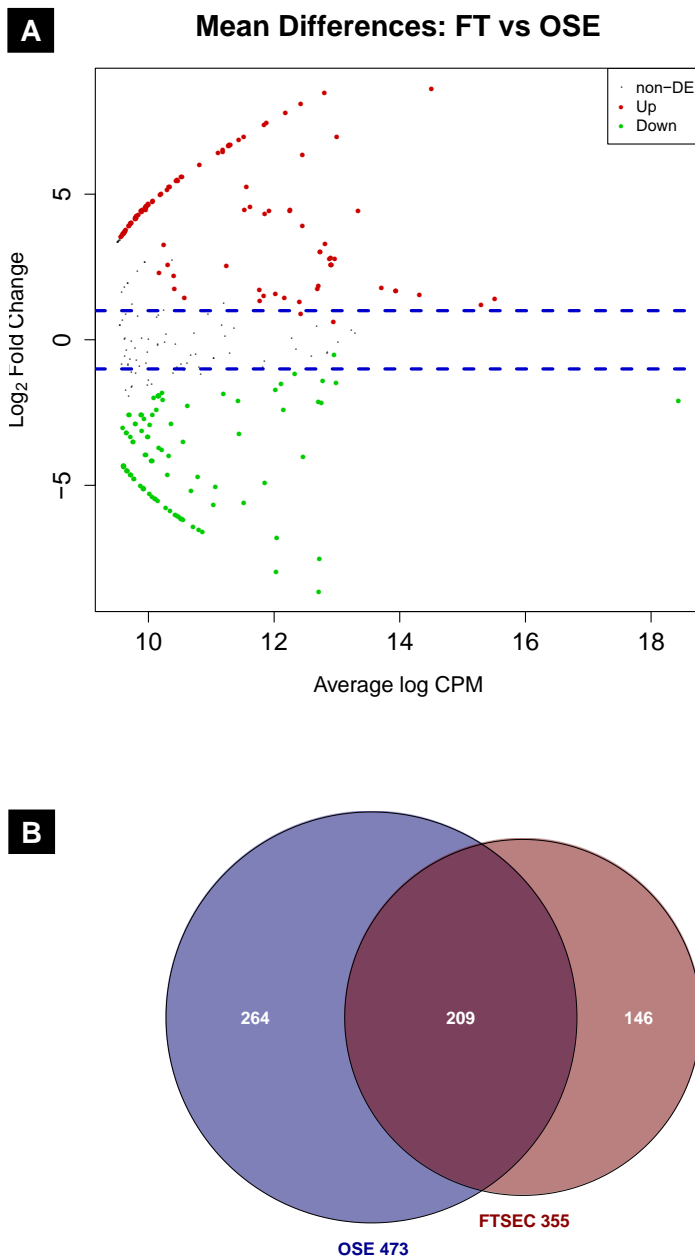 A
Mean Differences: FT vs OSE
non−DE
Up
Down
5
0
−5
Log2 Fold Change
10 12 14 16 18
Average log CPM
B
264 209 146
FTSEC 355
OSE 473